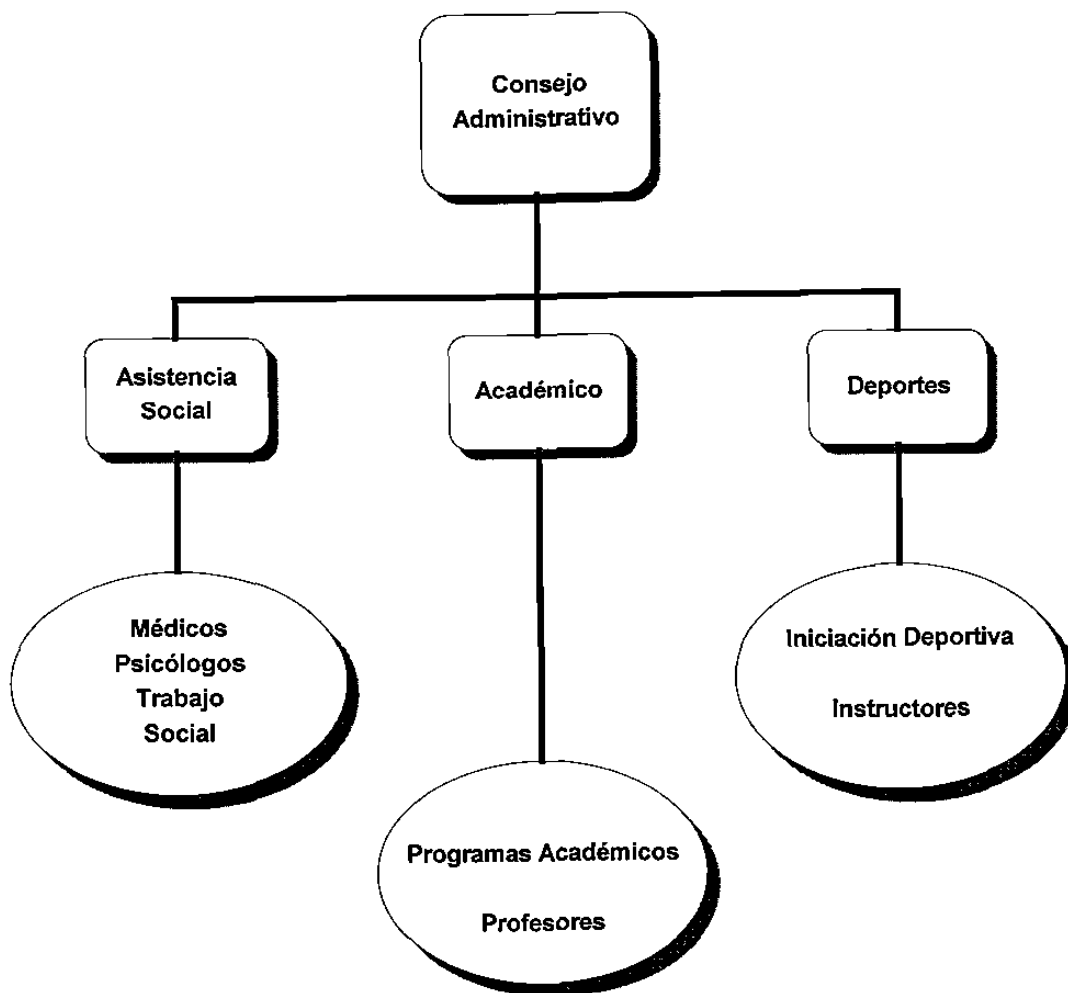 Consejo
Administrativo
Asistencia
Social
Académico
Deportes
Médicos
Psicólogos
Trabajo
Social
Iniciación Deportiva
Instructores
Programas Académicos
Profesores